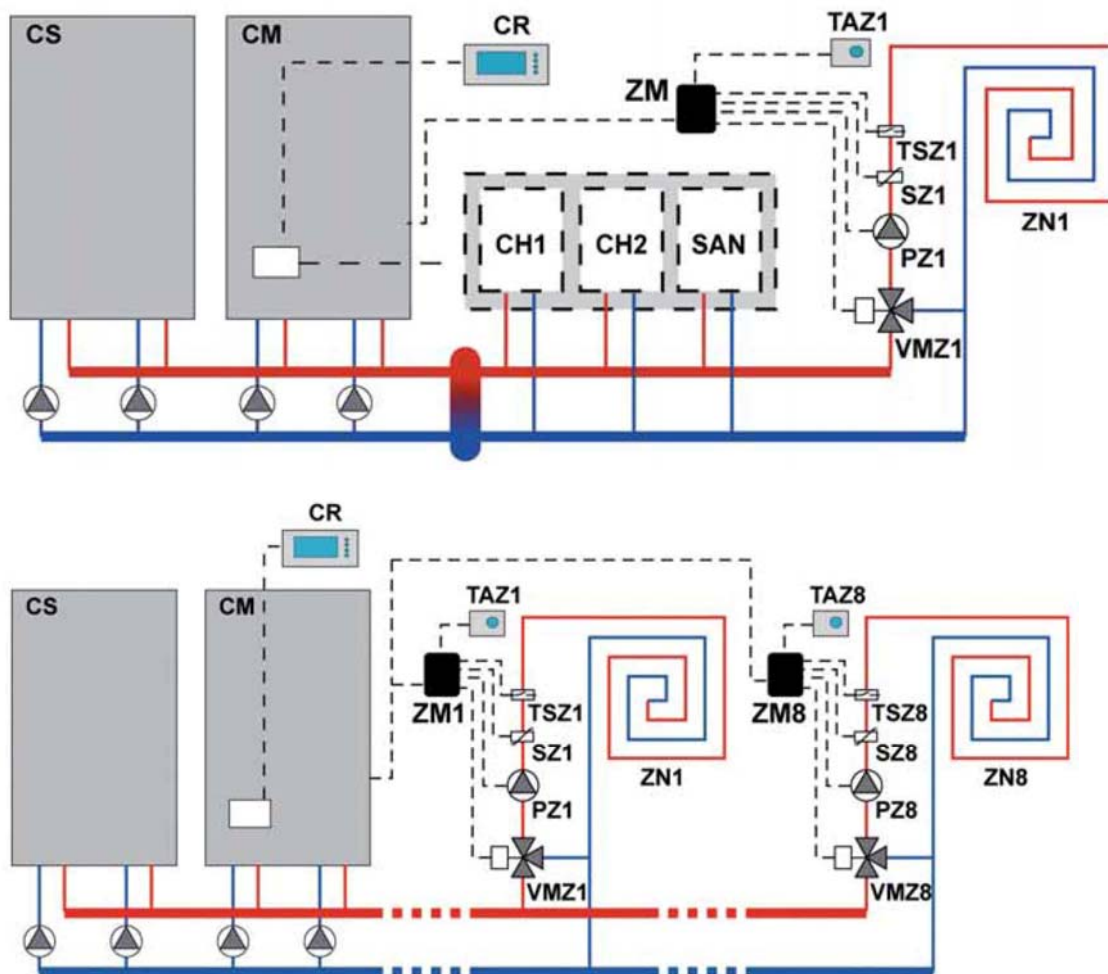 CS
CM
CR
TAZ1
ZM
TSZ1
SZ1
ZN1
CH1 CH2 SAN
PZ1
VMZ1
CR
CS
CM
TAZ1
TAZ8
ZM1
TSZ1
ZM8
TSZ8
SZ1
SZ8
ZN1
ZN8
PZ1
PZ8
VMZ1
VMZ8